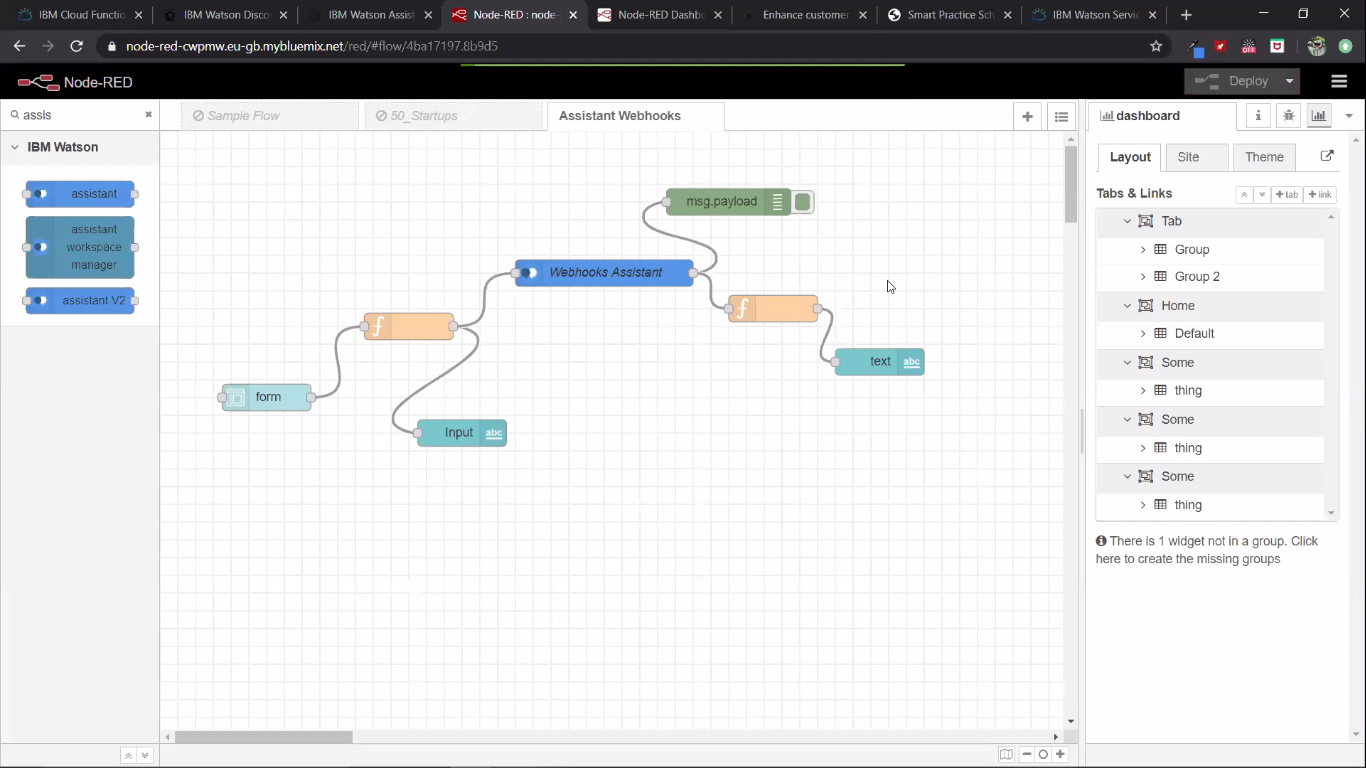 IBM Cloud Functio
IBM Watson Disco
IBM Watson Assist
Node-RED : node-
Node-RED Dashbo
Enhance customer
Smart Practice Sch
IBM Watson Servic
node-red-cwpmw.eu-gb.mybluemix.net/red/#flow/4ba17197.8b9d5
OFF
Node-RED
Deploy
assis
Sample Flow
50_Startups
Assistant Webhooks
dashboard
IBM Watson
Layout
Site
Theme
assistant
Tabs & Links
tab
link
msg.payload
Tab
assistant
workspace
manager
Group
Webhooks Assistant
Group 2
assistant V2
Home
Default
text
abc
Some
thing
form
Some
Input
abc
thing
Some
thing
There is 1 widget not in a group. Click
here to create the missing groups